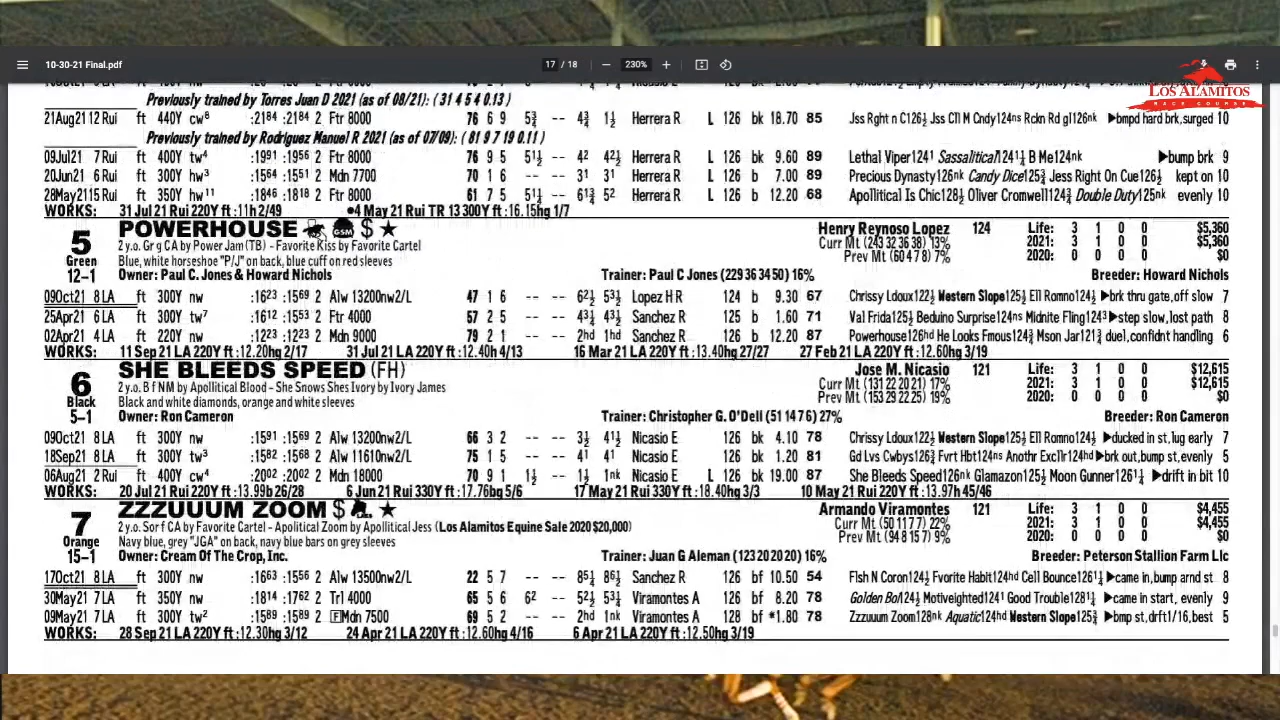 10-30-21 Final.pdf
17 / 18
230%
LOS ALAMITOS
RACE COURSE
Previously trained by Torres Juan D 2021 (as of 08/21): ( 31 4 5 4 0.13 )
21Aug21 12 Rui ft 440Y cw8 :2184 :2184 2 Ftr 8000 76 6 9 5¾ -- 4¾ 1½ Herrera R L 126 bk 18.70 85 Jss Rght n C126½ Jss C'll M Cndy124ns Rckn Rd gl126nk ▶bmpd hard brk,surged 10
Previously trained by Rodriguez Manuel R 2021 (as of 07/09): ( 81 9 7 19 0.11 )
09Jul21 7 Rui ft 400Y tw4 :1991 :1956 2 Ftr 8000 76 9 5 51½ -- 42 42½ Herrera R L 126 bk 9.60 89 Lethal Viper1241 Sassalitical1241¼ B Me124nk ▶bump brk 9
20Jun21 6 Rui ft 350Y hw3 :1564 :1551 2 Mdn 7700 70 1 6 -- -- 31 31 Herrera R L 126 b 7.00 89 Precious Dynasty126nk Candy Dice125¾ Jess Right On Cue126½ kept on 10
28May21 15 Rui ft 350Y hw11 :1846 :1818 2 Ftr 8000 61 7 5 51½ -- 61¾ 52 Herrera R L 126 bk 12.20 68 Apollitical Is Chic128½ Oliver Cromwell124¾ Double Duty125nk evenly 10
WORKS: 31 Jul 21 Rui 220Y ft :11h 2/49 ●4 May 21 Rui TR 13 300Y ft :16.15hg 1/7
5 POWERHOUSE GSM $ ★ Henry Reynoso Lopez 124 Life: 3 1 0 0 $5,360
2 y.o. Gr g CA by Power Jam(TB) - Favorite Kiss by Favorite Cartel Curr Mt (243 32 36 38) 13% 2021: 3 1 0 0 $5,360
Green Blue, white horseshoe "P/J" on back, blue cuff on red sleeves Prev Mt (60 4 7 8) 7% 2020: 0 0 0 0 $0
12-1 Owner: Paul C. Jones & Howard Nichols Trainer: Paul C Jones (229 36 34 50) 16% Breeder: Howard Nichols
09Oct21 8 LA ft 300Y nw :1623 :1569 2 Alw 13200nw2/L 47 1 6 -- -- 62½ 53½ Lopez H R 124 b 9.30 67 Chrissy Ldoux122½ Western Slope125½ Ell Romno124½ ▶brk thru gate,off slow 7
25Apr21 6 LA ft 300Y tw7 :1612 :1553 2 Ftr 4000 57 2 5 -- -- 43¼ 43½ Sanchez R 125 b 1.60 71 Val Frida125½ Beduino Surprise124ns Midnite Fling1243 ▶step slow,lost path 8
02Apr21 4 LA ft 220Y nw :1223 :1223 2 Mdn 9000 79 2 1 -- -- 2hd 1hd Sanchez R 126 b 12.20 87 Powerhouse126hd He Looks Fmous124¾ Mson Jar121¾ duel,confidnt handling 6
WORKS: 11 Sep 21 LA 220Y ft :12.20hg 2/17 31 Jul 21 LA 220Y ft :12.40h 4/13 16 Mar 21 LA 220Y ft :13.40hg 27/27 27 Feb 21 LA 220Y ft :12.60hg 3/19
6 SHE BLEEDS SPEED (FH) Jose M. Nicasio 121 Life: 3 1 0 0 $12,615
2 y.o. B f NM by Apollitical Blood - She Snows Shes Ivory by Ivory James Curr Mt (131 22 20 21) 17% 2021: 3 1 0 0 $12,615
Black Black and white diamonds, orange and white sleeves Prev Mt (153 29 22 25) 19% 2020: 0 0 0 0 $0
5-1 Owner: Ron Cameron Trainer: Christopher G. O'Dell (51 14 7 6) 27% Breeder: Ron Cameron
09Oct21 8 LA ft 300Y nw :1591 :1569 2 Alw 13200nw2/L 66 3 2 -- -- 3½ 41½ Nicasio E 126 bk 4.10 78 Chrissy Ldoux122½ Western Slope125½ Ell Romno124½ ▶ducked in st,lug early 7
18Sep21 8 LA ft 300Y tw3 :1582 :1568 2 Alw 11610nw2/L 75 1 5 -- -- 41 41 Nicasio E 126 bk 1.20 81 Gd Lvs Cwbys126¾ Fvrt Hbt124ns Anothr Excllr124hd ▶brk out,bump st,evenly 5
06Aug21 2 Rui ft 400Y cw4 :2002 :2002 2 Mdn 18000 70 9 1 1½ -- 1½ 1nk Nicasio E L 126 bk 19.00 87 She Bleeds Speed126nk Glamazon125½ Moon Gunner1261¼ ▶drift in bit 10
WORKS: 20 Jul 21 Rui 220Y ft :13.99b 26/28 6 Jun 21 Rui 330Y ft :17.76bg 5/6 17 May 21 Rui 330Y ft :18.40hg 3/3 10 May 21 Rui 220Y ft :13.97h 45/46
7 ZZZUUUM ZOOM $ ★ Armando Viramontes 121 Life: 3 1 0 0 $4,455
2 y.o. Sor f CA by Favorite Cartel - Apolitical Zoom by Apollitical Jess (Los Alamitos Equine Sale 2020 $20,000) Curr Mt (50 11 7 7) 22% 2021: 3 1 0 0 $4,455
Orange Navy blue, grey "JGA" on back, navy blue bars on grey sleeves Prev Mt (94 8 15 7) 9% 2020: 0 0 0 0 $0
15-1 Owner: Cream Of The Crop, Inc. Trainer: Juan G Aleman (123 20 20 20) 16% Breeder: Peterson Stallion Farm Llc
17Oct21 8 LA ft 300Y nw :1663 :1556 2 Alw 13500nw2/L 22 5 7 -- -- 85¼ 86½ Sanchez R 126 bf 10.50 54 Flsh N Coron124½ Fvorite Habit124hd Cell Bounce1261¼ ▶came in,bump arnd st 8
30May21 7 LA ft 350Y nw :1814 :1762 2 Trl 4000 65 5 6 62 -- 52½ 53¼ Viramontes A 126 bf 8.20 78 Golden Bol124½ Motiveighted1241 Good Trouble1281¼ ▶came in start, evenly 9
09May21 7 LA ft 300Y tw2 :1589 :1589 2 F Mdn 7500 69 5 2 -- -- 2hd 1nk Viramontes A 128 bf *1.80 78 Zzzuuum Zoom128nk Aquatic124hd Western Slope125¾ ▶bmp st,drft1/16,best 5
WORKS: 28 Sep 21 LA 220Y ft :12.30hg 3/12 24 Apr 21 LA 220Y ft :12.60hg 4/16 6 Apr 21 LA 220Y ft :12.50hg 3/19